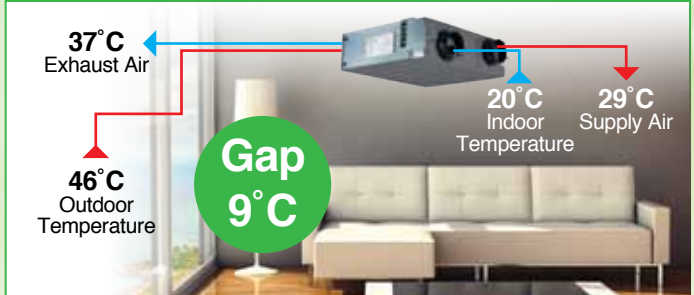 37°C
Exhaust Air
20°C
Indoor
Temperature
29°C
Supply Air
46°C
Outdoor
Temperature
Gap
9°C